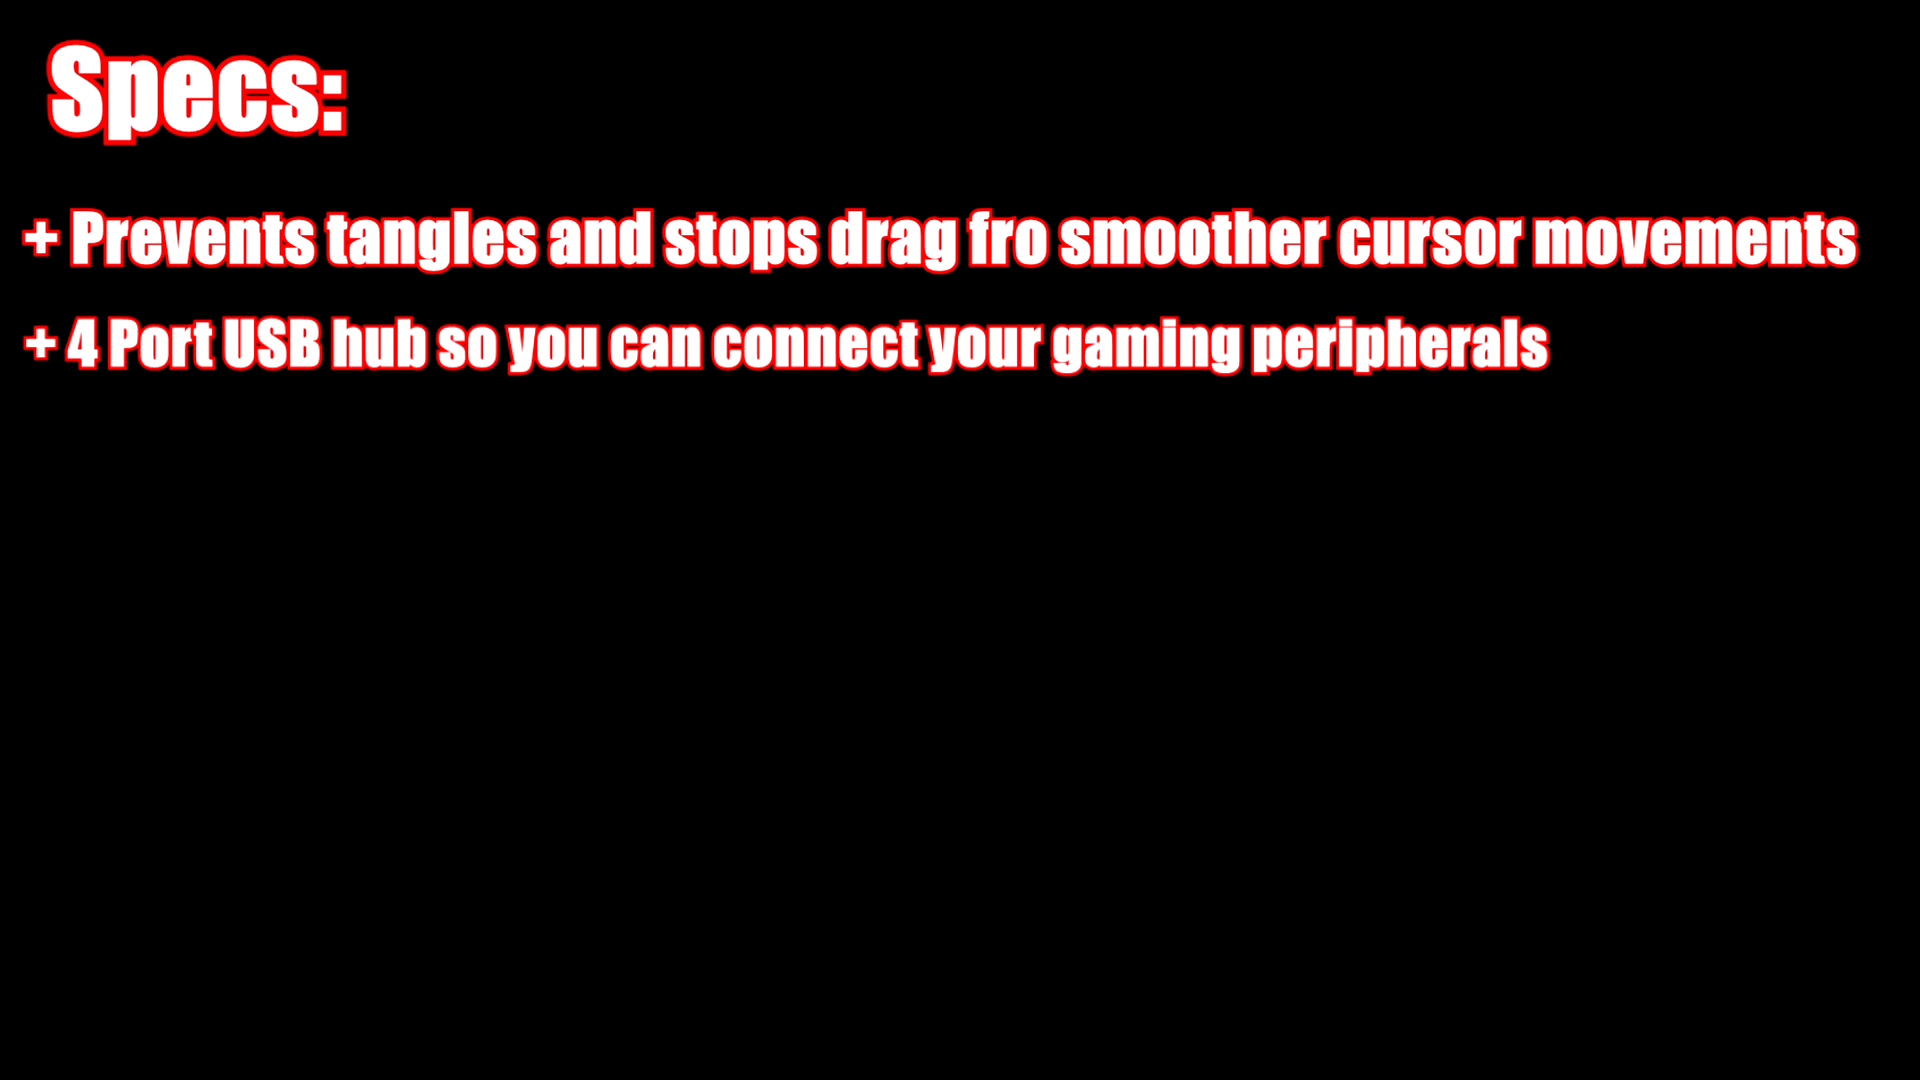 Specs:
+ Prevents tangles and stops drag fro smoother cursor movements
+ 4 Port USB hub so you can connect your gaming peripherals